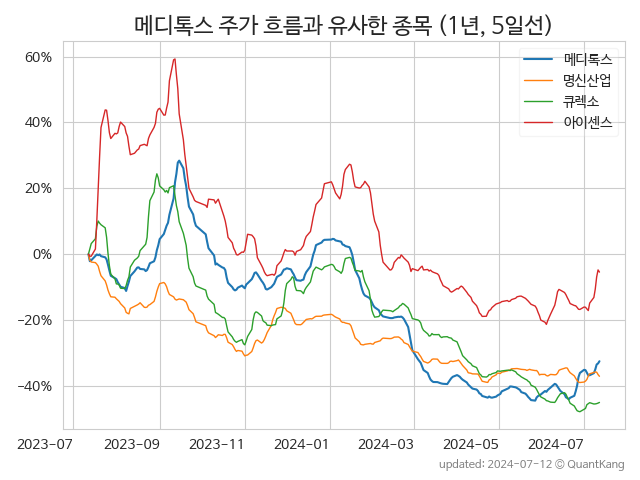 메디톡스 주가 흐름과 유사한 종목 (1년, 5일선)
60%
40%
20%
0%
−20%
−40%
메디톡스
명신산업
큐렉소
아이센스
2023-07 2023-09 2023-11 2024-01 2024-03 2024-05 2024-07
updated: 2024-07-12 © QuantKang